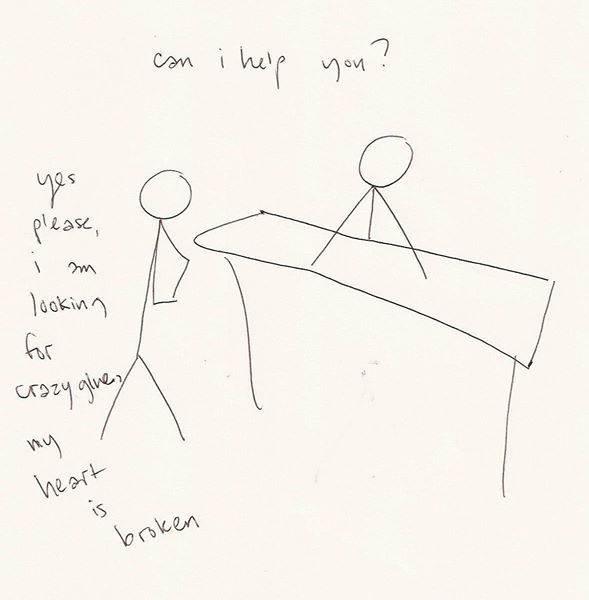 can i help you?
yes
please,
i am
looking
for
crazy glue,
my
heart
is
broken